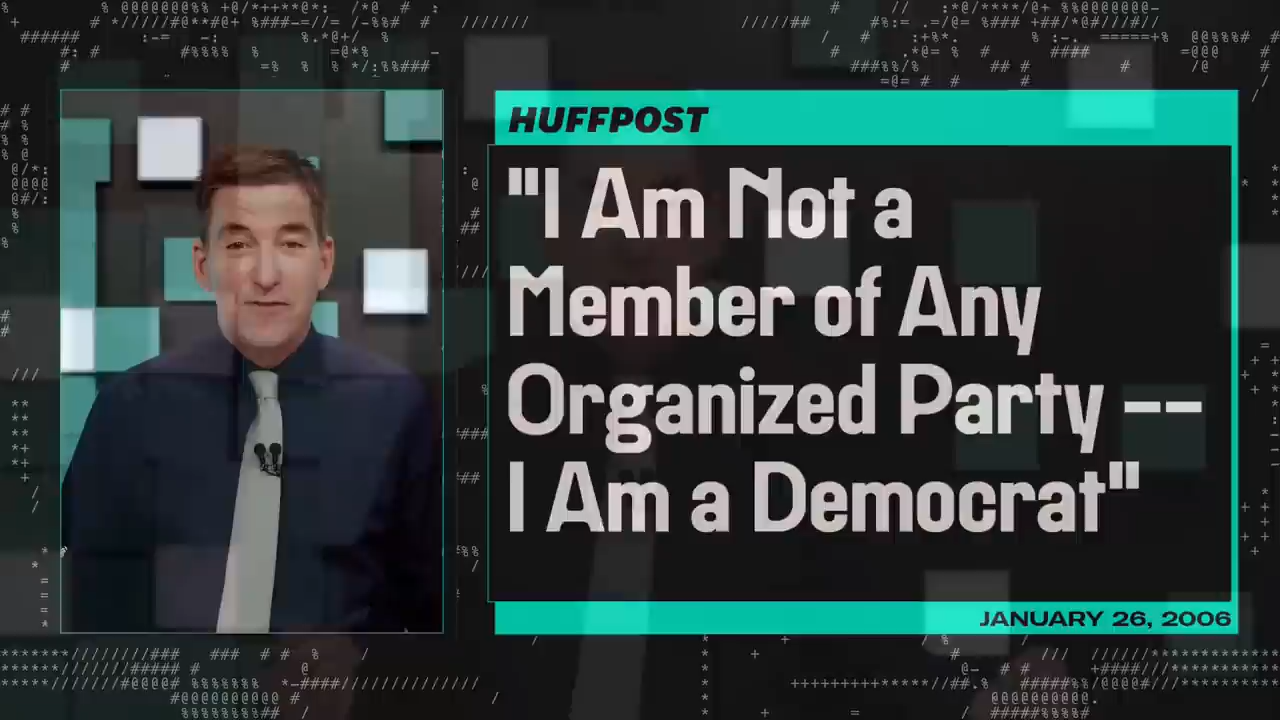 HUFFPOST
"I Am Not a
Member of Any
Organized Party --
I Am a Democrat"
JANUARY 26, 2006